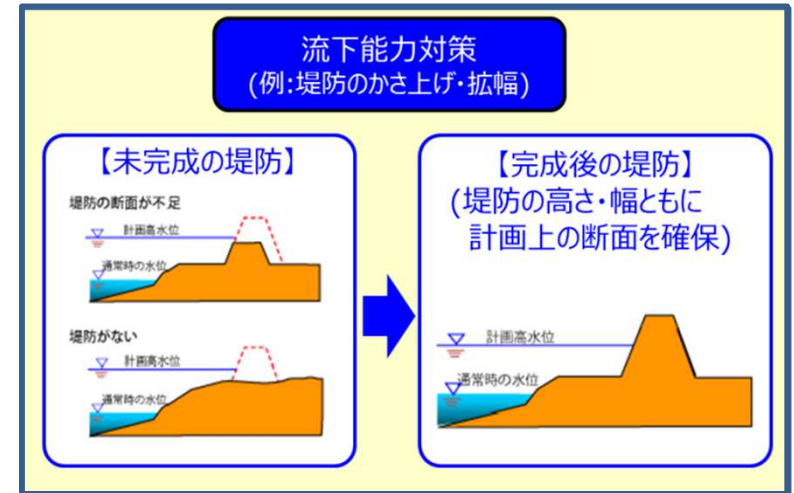 流下能力対策
(例:堤防のかさ上げ・拡幅)
【未完成の堤防】
堤防の断面が不足
計画高水位
通常時の水位
堤防がない
計画高水位
通常時の水位
【完成後の堤防】
(堤防の高さ・幅ともに
計画上の断面を確保)
計画高水位
通常時の水位